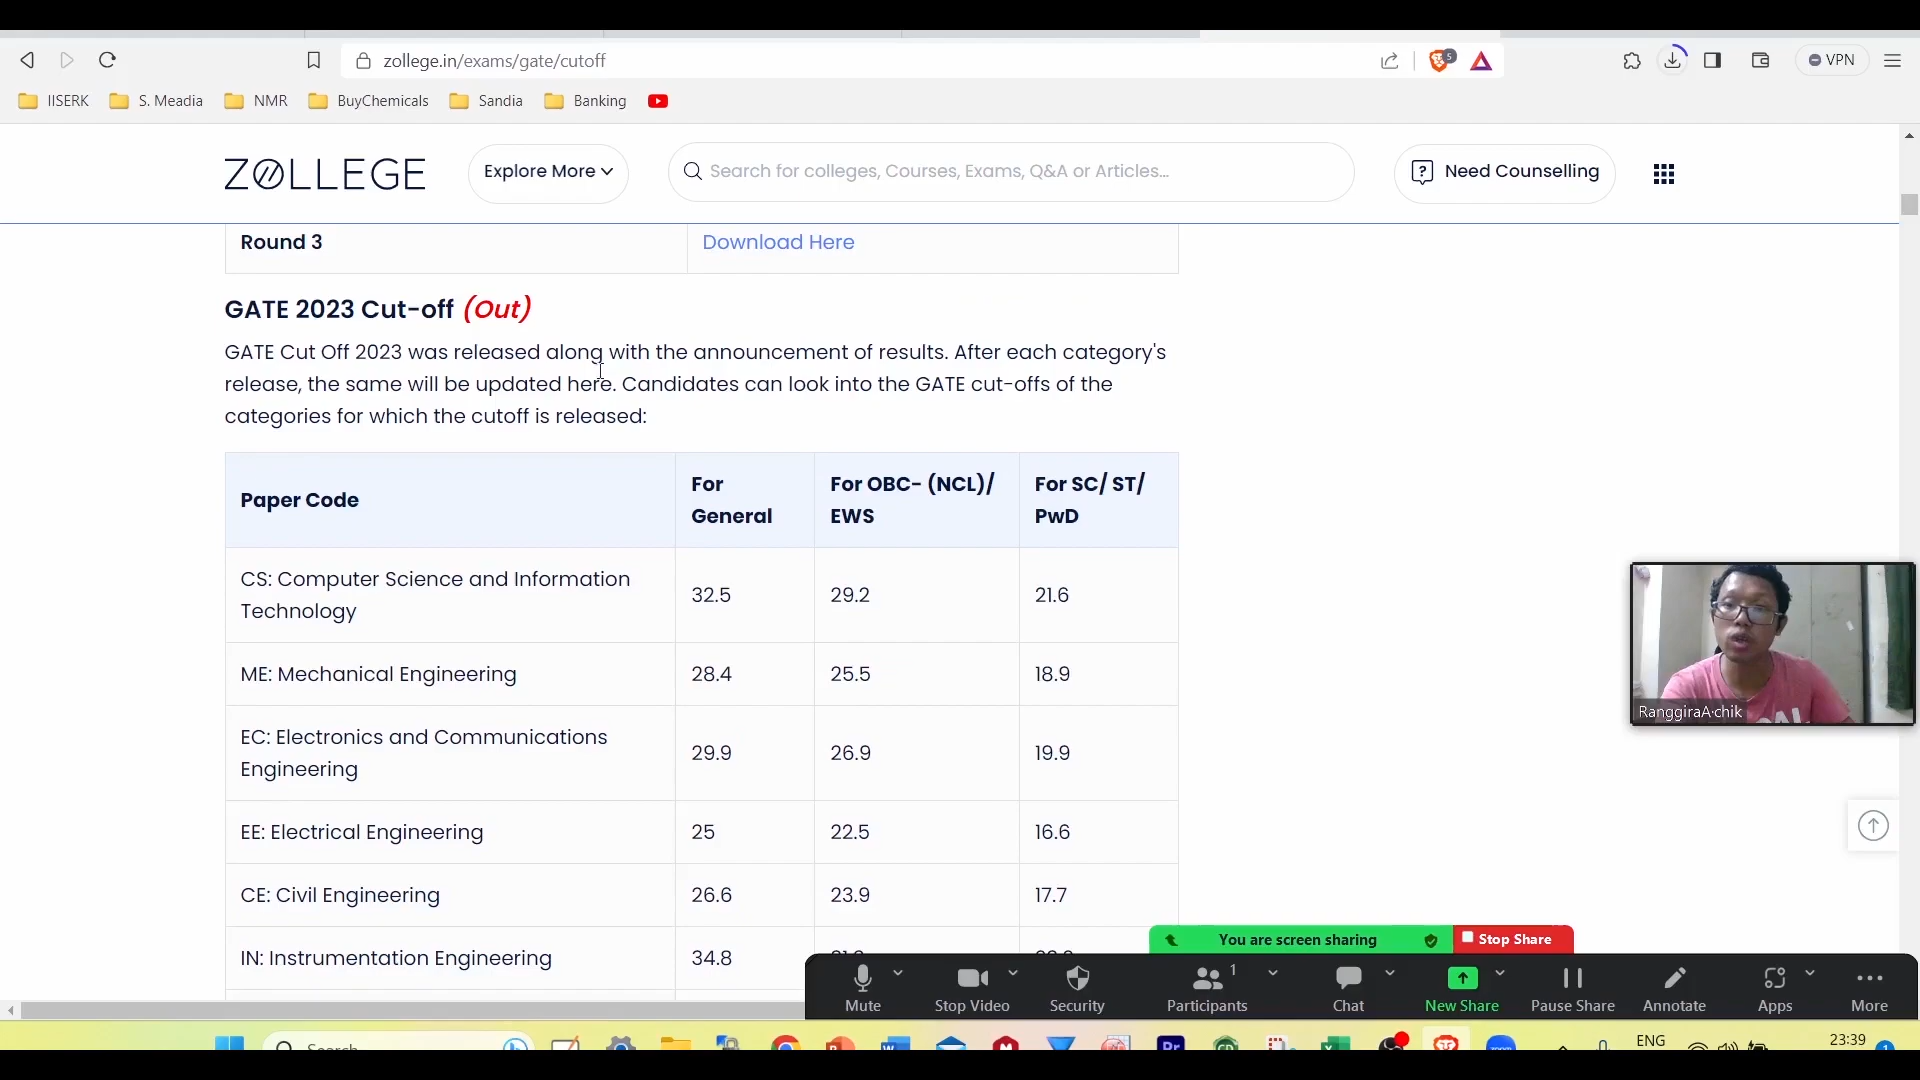 zollege.in/exams/gate/cutoff
5
VPN
IISERK
S. Meadia
NMR
BuyChemicals
Sandia
Banking
ZOLLEGE
Explore More
Search for colleges, Courses, Exams, Q&A or Articles...
Need Counselling
Round 3
Download Here
GATE 2023 Cut-off (Out)
GATE Cut Off 2023 was released along with the announcement of results. After each category's
release, the same will be updated here. Candidates can look into the GATE cut-offs of the
categories for which the cutoff is released:
Paper Code
For
General
For OBC- (NCL)/
EWS
For SC/ ST/
PwD
CS: Computer Science and Information
Technology
32.5
29.2
21.6
ME: Mechanical Engineering
28.4
25.5
18.9
EC: Electronics and Communications
Engineering
29.9
26.9
19.9
EE: Electrical Engineering
25
22.5
16.6
CE: Civil Engineering
26.6
23.9
17.7
IN: Instrumentation Engineering
34.8
RanggiraA·chik
You are screen sharing
Stop Share
1
Mute
Stop Video
Security
Participants
Chat
New Share
Pause Share
Annotate
Apps
More
Search
Pr
zoom
ENG
23:39
1